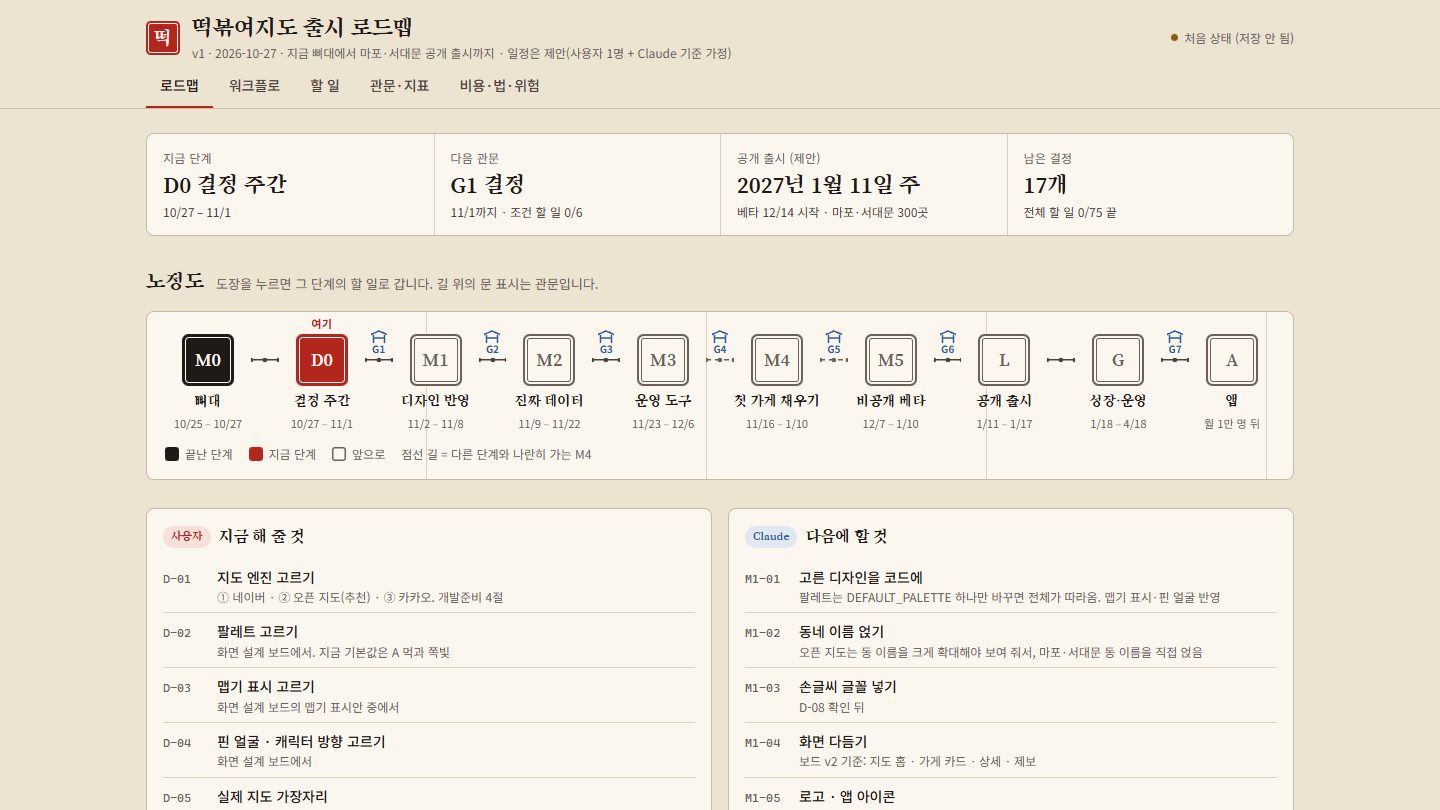 떡
떡볶여지도 출시 로드맵
v1 · 2026-10-27 · 지금 뼈대에서 마포·서대문 공개 출시까지 · 일정은 제안(사용자 1명 + Claude 기준 가정)
처음 상태 (저장 안 됨)
로드맵 워크플로 할 일 관문·지표 비용·법·위험
지금 단계
D0 결정 주간
10/27 – 11/1
다음 관문
G1 결정
11/1까지 · 조건 할 일 0/6
공개 출시 (제안)
2027년 1월 11일 주
베타 12/14 시작 · 마포·서대문 300곳
남은 결정
17개
전체 할 일 0/75 끝
노정도 도장을 누르면 그 단계의 할 일로 갑니다. 길 위의 문 표시는 관문입니다.
여기
G1 G2 G3 G4 G5 G6 G7
M0 D0 M1 M2 M3 M4 M5 L G A
뼈대 결정 주간 디자인 반영 진짜 데이터 운영 도구 첫 가게 채우기 비공개 베타 공개 출시 성장·운영 앱
10/25 – 10/27 10/27 – 11/1 11/2 – 11/8 11/9 – 11/22 11/23 – 12/6 11/16 – 1/10 12/7 – 1/10 1/11 – 1/17 1/18 – 4/18 월 1만 명 뒤
끝난 단계 지금 단계 앞으로 점선 길 = 다른 단계와 나란히 가는 M4
사용자 지금 해 줄 것
D-01 지도 엔진 고르기
① 네이버 · ② 오픈 지도(추천) · ③ 카카오. 개발준비 4절
D-02 팔레트 고르기
화면 설계 보드에서. 지금 기본값은 A 먹과 쪽빛
D-03 맵기 표시 고르기
화면 설계 보드의 맵기 표시안 중에서
D-04 핀 얼굴 · 캐릭터 방향 고르기
화면 설계 보드에서
D-05 실제 지도 가장자리
Claude 다음에 할 것
M1-01 고른 디자인을 코드에
팔레트는 DEFAULT_PALETTE 하나만 바꾸면 전체가 따라옴. 맵기 표시·핀 얼굴 반영
M1-02 동네 이름 얹기
오픈 지도는 동 이름을 크게 확대해야 보여 줘서, 마포·서대문 동 이름을 직접 얹음
M1-03 손글씨 글꼴 넣기
D-08 확인 뒤
M1-04 화면 다듬기
보드 v2 기준: 지도 홈 · 가게 카드 · 상세 · 제보
M1-05 로고 · 앱 아이콘